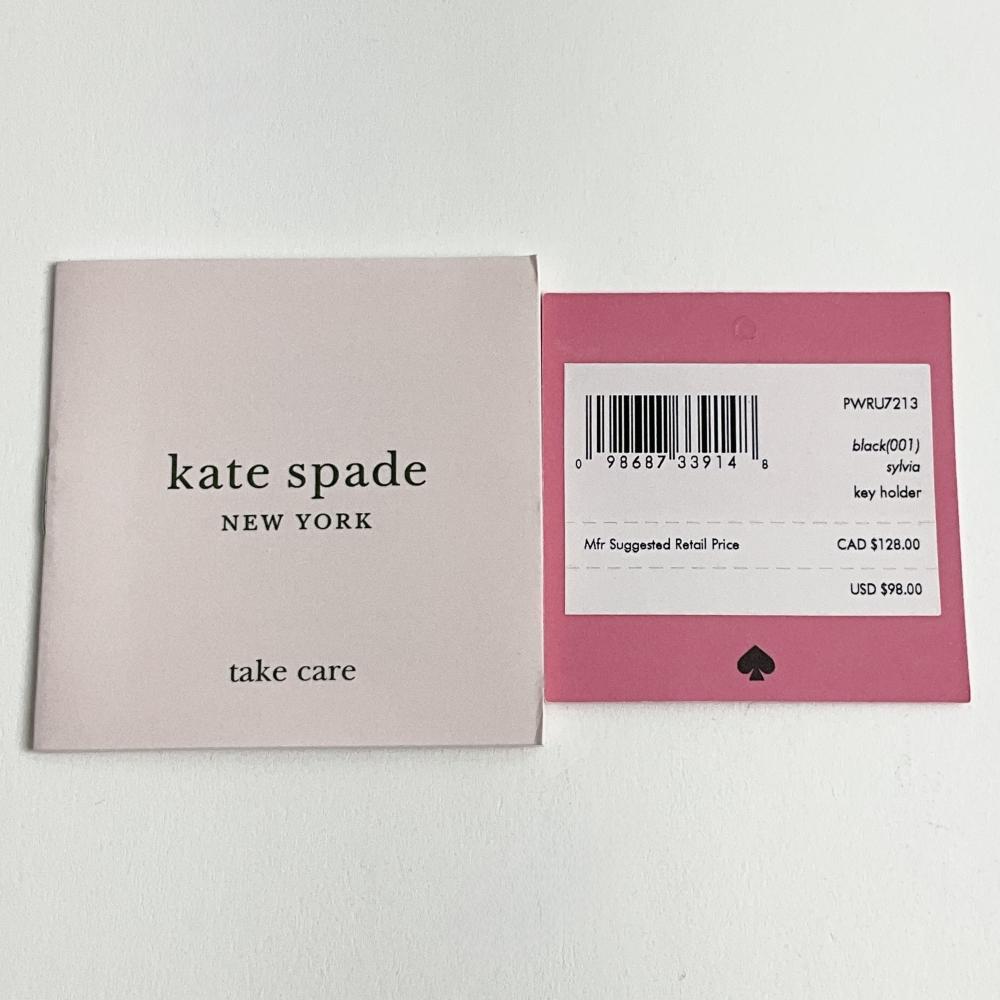 kate spade
NEW YORK
take care
PWRU7213
black(001)
sylvia
key holder
0 98687 33914 8
Mfr Suggested Retail Price CAD $128.00
USD $98.00